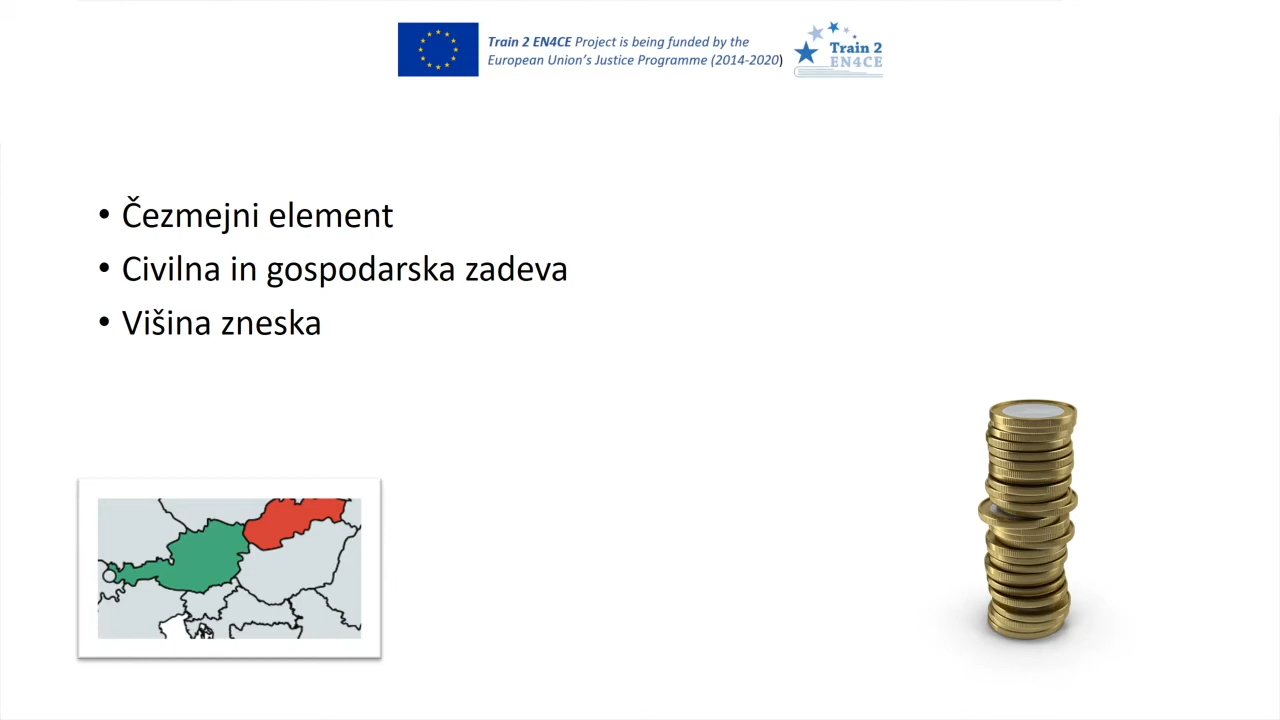 Train 2 EN4CE Project is being funded by the
European Union's Justice Programme (2014-2020)
Train 2
EN4CE
• Čezmejni element
• Civilna in gospodarska zadeva
• Višina zneska